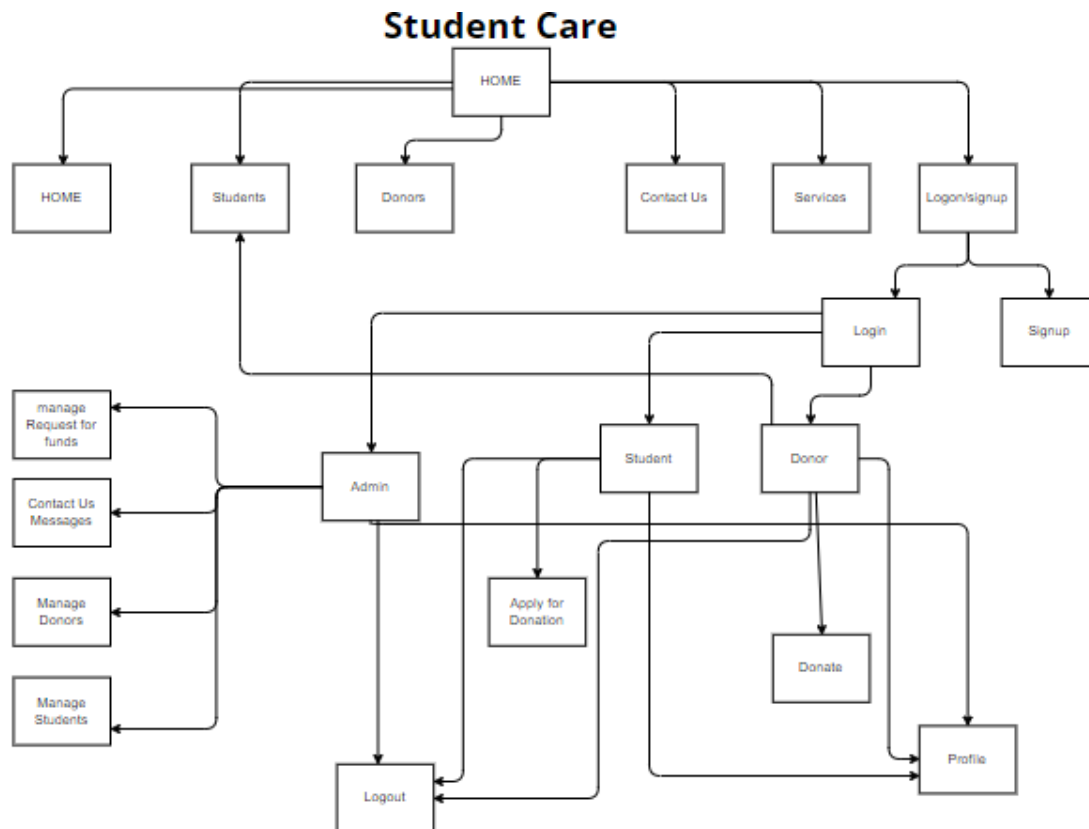 Student Care
HOME
HOME
Students
Donors
Contact Us
Services
Logon/signup
Login
Signup
manage
Request for
funds
Student
Donor
Admin
Contact Us
Messages
Manage
Donors
Apply for
Donation
Donate
Manage
Students
Profile
Logout